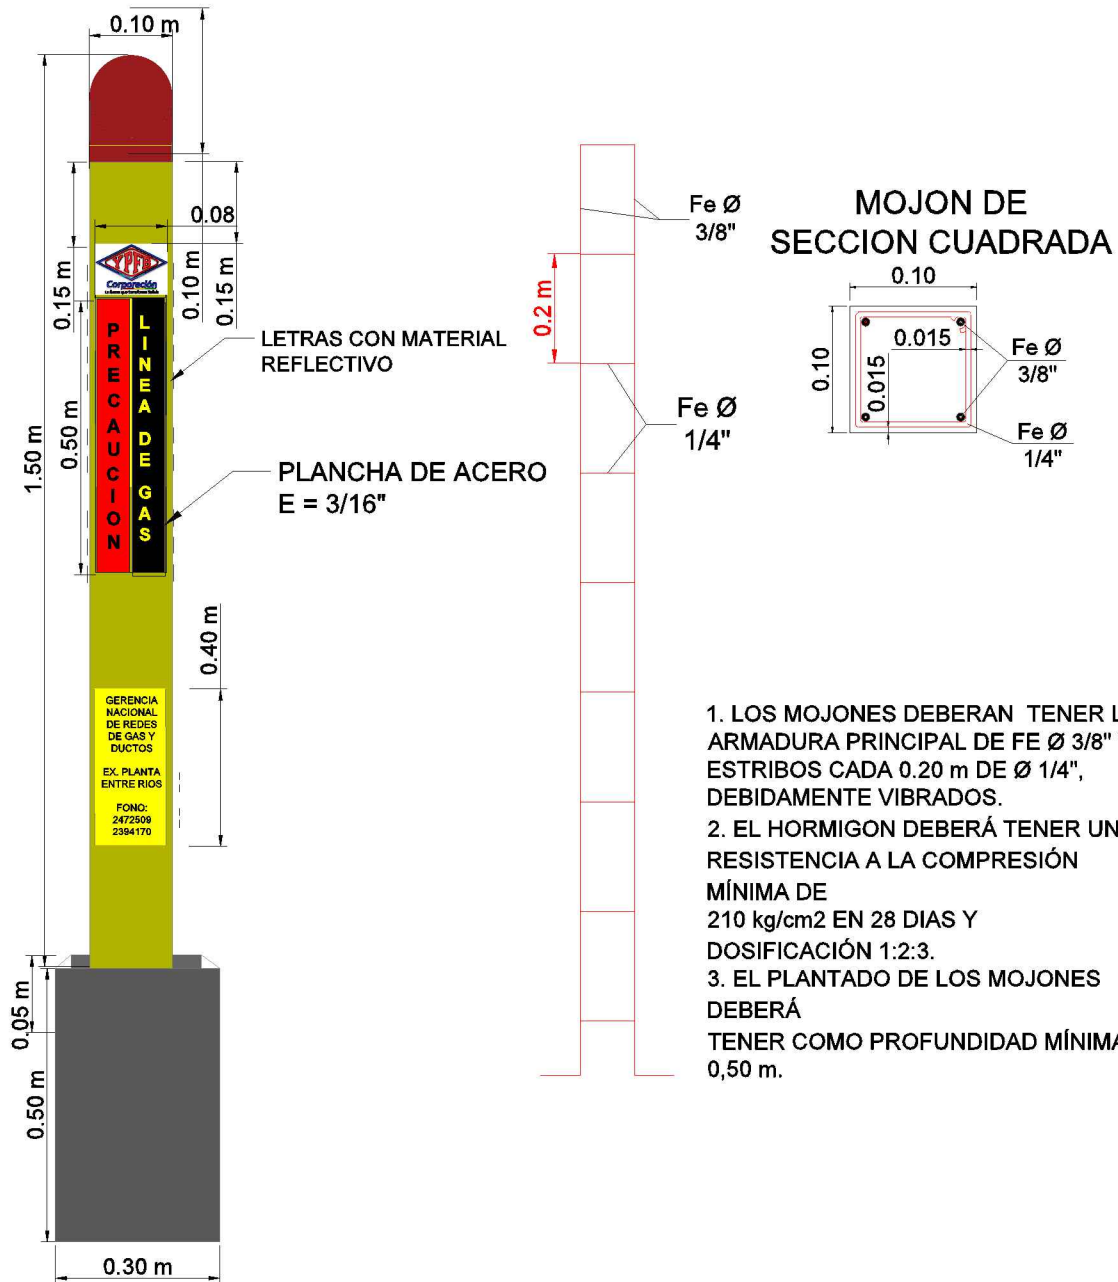 0.10 m
0.08
YPFB
Corporación
0.15 m
0.10 m
0.15 m
1.50 m
0.50 m
PRECAUCION
LINEA DE GAS
LETRAS CON MATERIAL
REFLECTIVO
PLANCHA DE ACERO
E = 3/16"
0.40 m
GERENCIA
NACIONAL
DE REDES
DE GAS Y
DUCTOS
EX. PLANTA
ENTRE RIOS
FONO:
2472509
2394170
0.05 m
0.50 m
0.30 m
Fe Ø
3/8"
0.2 m
Fe Ø
1/4"
MOJON DE
SECCION CUADRADA
0.10
0.10
0.015
0.015
Fe Ø
3/8"
Fe Ø
1/4"
1. LOS MOJONES DEBERAN TENER L
ARMADURA PRINCIPAL DE FE Ø 3/8"
ESTRIBOS CADA 0.20 m DE Ø 1/4",
DEBIDAMENTE VIBRADOS.
2. EL HORMIGON DEBERÁ TENER UN
RESISTENCIA A LA COMPRESIÓN
MÍNIMA DE
210 kg/cm2 EN 28 DIAS Y
DOSIFICACIÓN 1:2:3.
3. EL PLANTADO DE LOS MOJONES
DEBERÁ
TENER COMO PROFUNDIDAD MÍNIMA
0,50 m.